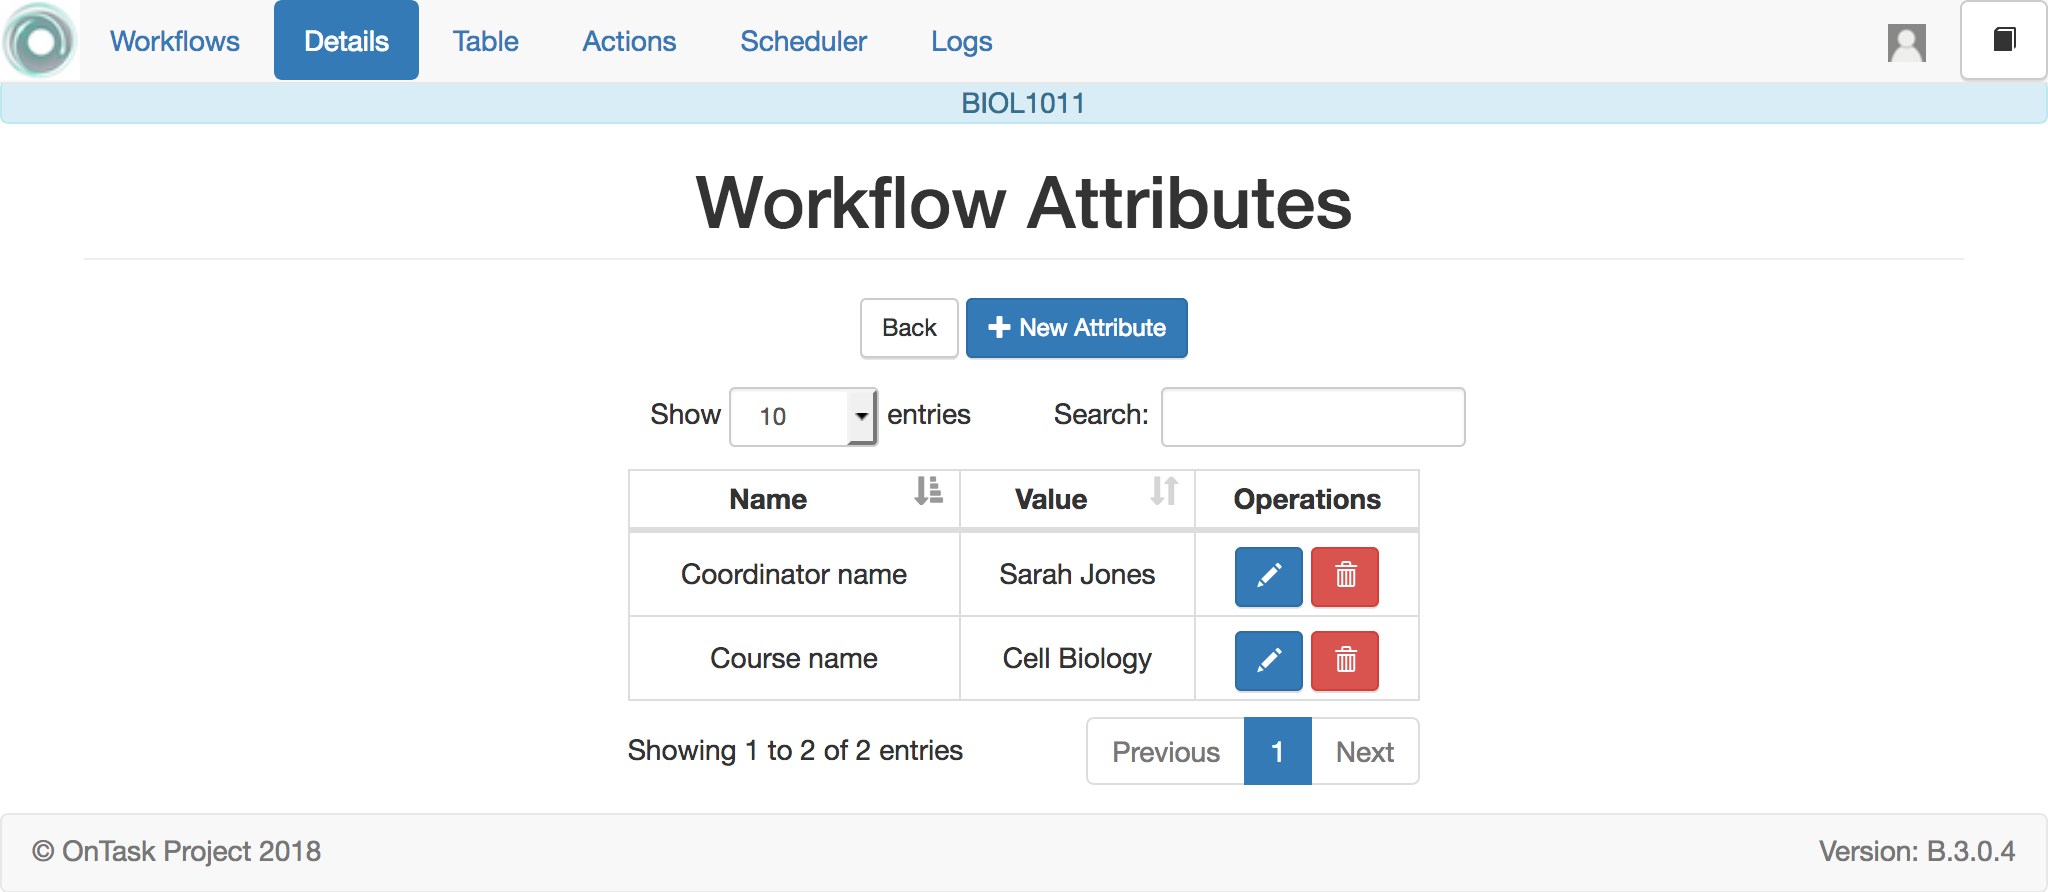 Workflows Details Table Actions Scheduler Logs
BIOL1011
Workflow Attributes
Back New Attribute
Show 10 entries Search:
Name Value Operations
Coordinator name Sarah Jones
Course name Cell Biology
Showing 1 to 2 of 2 entries Previous 1 Next
© OnTask Project 2018 Version: B.3.0.4